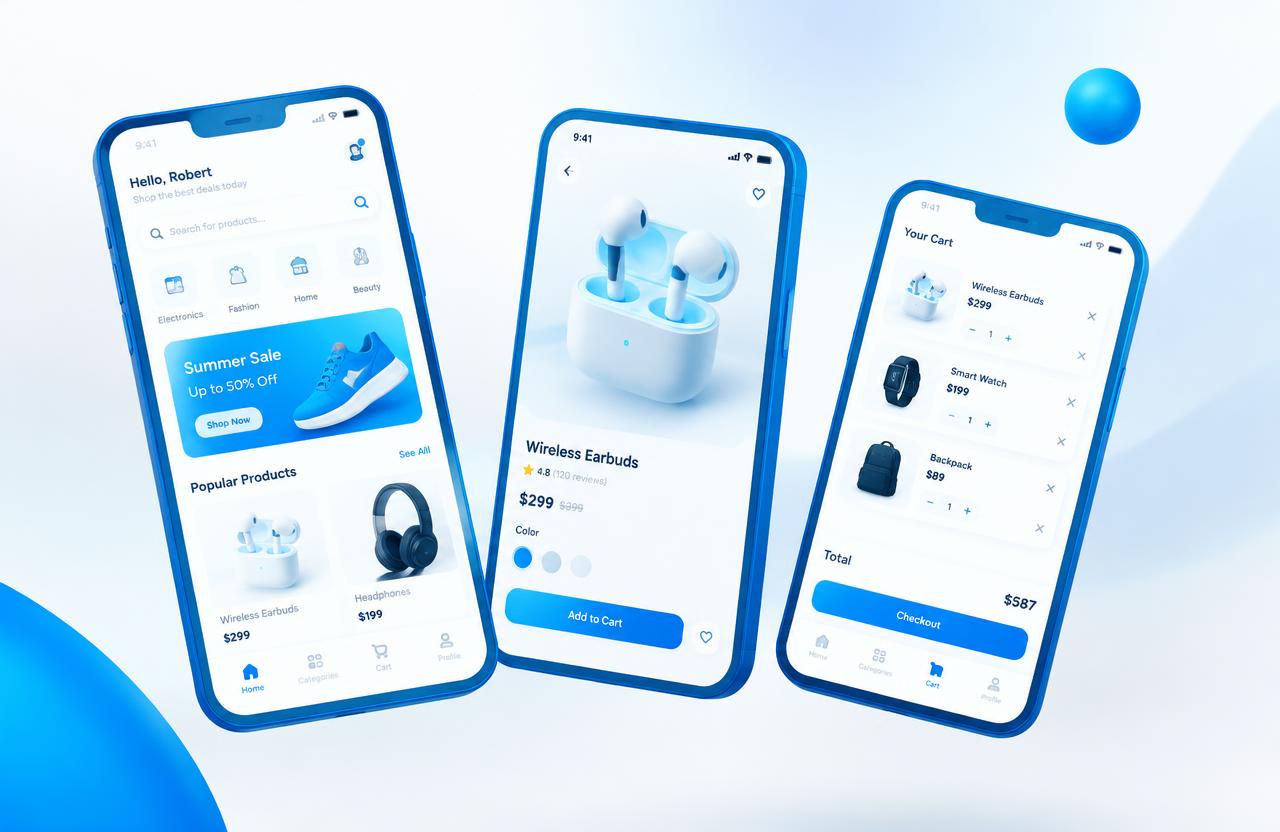 9:41
Hello, Robert
Shop the best deals today
Search for products...
Electronics
Fashion
Home
Beauty
Summer Sale
Up to 50% Off
Shop Now
Popular Products
See All
Wireless Earbuds
$299
Headphones
$199
Home
Categories
Cart
Profile
9:41
Wireless Earbuds
4.8 (120 reviews)
$299 $399
Color
Add to Cart
9:41
Your Cart
Wireless Earbuds
$299
− 1 +
Smart Watch
$199
− 1 +
Backpack
$89
− 1 +
Total
$587
Checkout
Home
Categories
Cart
Profile